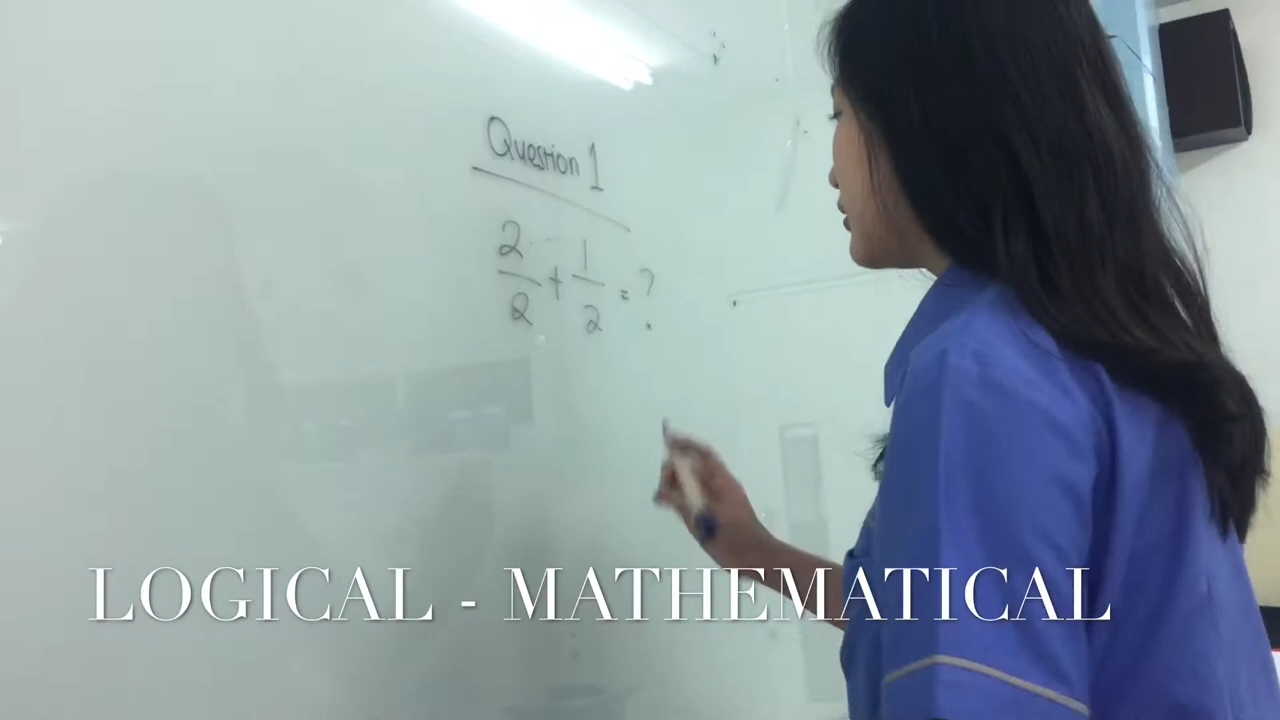 Question 1
2/2 + 1/2 = ?
LOGICAL - MATHEMATICAL